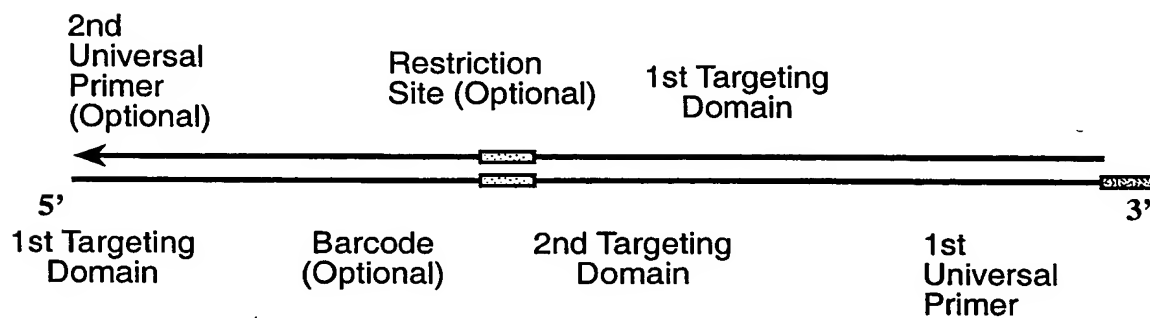 2nd
Universal
Primer
(Optional)
Restriction
Site (Optional)
1st Targeting
Domain
5’
3’
1st Targeting
Domain
Barcode
(Optional)
2nd Targeting
Domain
1st
Universal
Primer